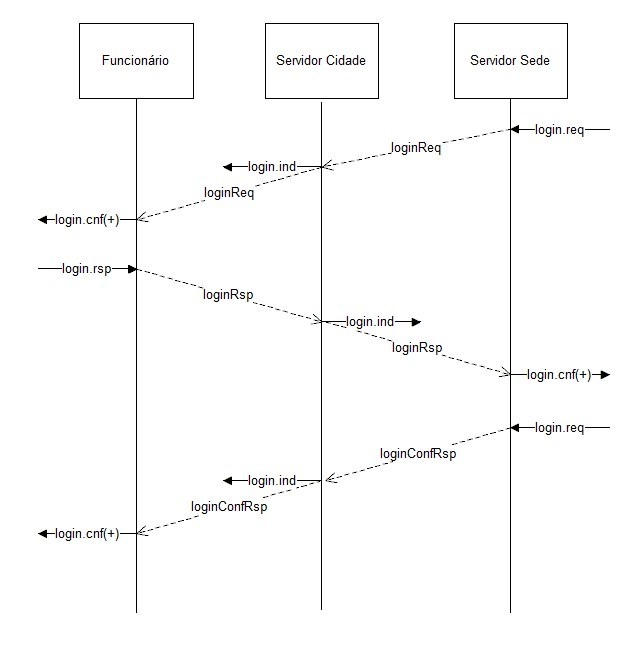 Funcionário
Servidor Cidade
Servidor Sede
login.req
loginReq
login.ind
loginReq
login.cnf(+)
login.rsp
loginRsp
login.ind
loginRsp
login.cnf(+)
login.req
loginConfRsp
login.ind
loginConfRsp
login.cnf(+)